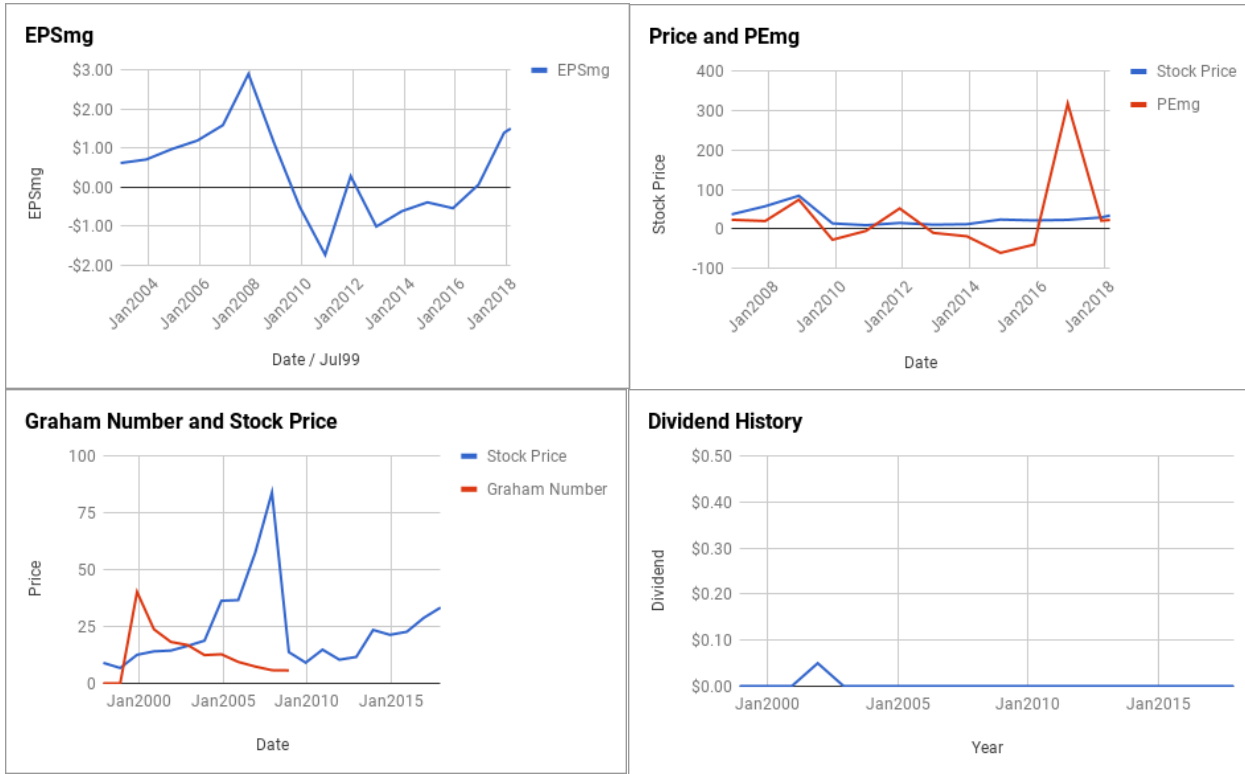 EPSmg
$3.00
$2.00
$1.00
$0.00
-$1.00
-$2.00
EPSmg
Jan2004
Jan2006
Jan2008
Jan2010
Jan2012
Jan2014
Jan2016
Jan2018
Date / Jul99
EPSmg
Price and PEmg
400
300
200
100
0
-100
Stock Price
Jan2008
Jan2010
Jan2012
Jan2014
Jan2016
Jan2018
Date
Stock Price
PEmg
Graham Number and Stock Price
100
75
50
25
0
Price
Jan2000
Jan2005
Jan2010
Jan2015
Date
Stock Price
Graham Number
Dividend History
$0.50
$0.40
$0.30
$0.20
$0.10
$0.00
Dividend
Jan2000
Jan2005
Jan2010
Jan2015
Year